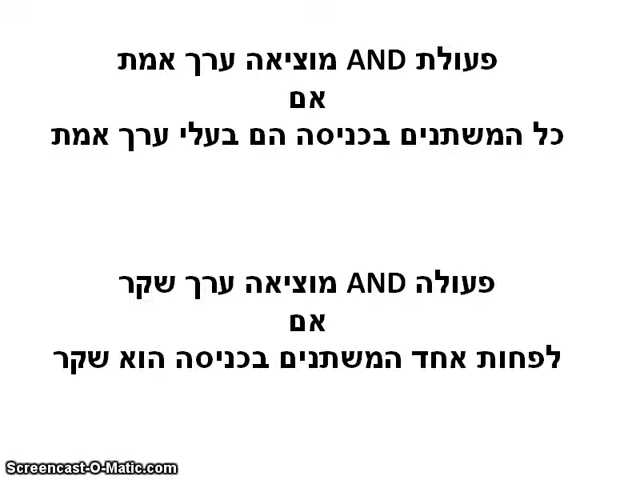 פעולת AND מוציאה ערך אמת
אם
כל המשתנים בכניסה הם בעלי ערך אמת
פעולה AND מוציאה ערך שקר
אם
לפחות אחד המשתנים בכניסה הוא שקר
Screencast-O-Matic.com